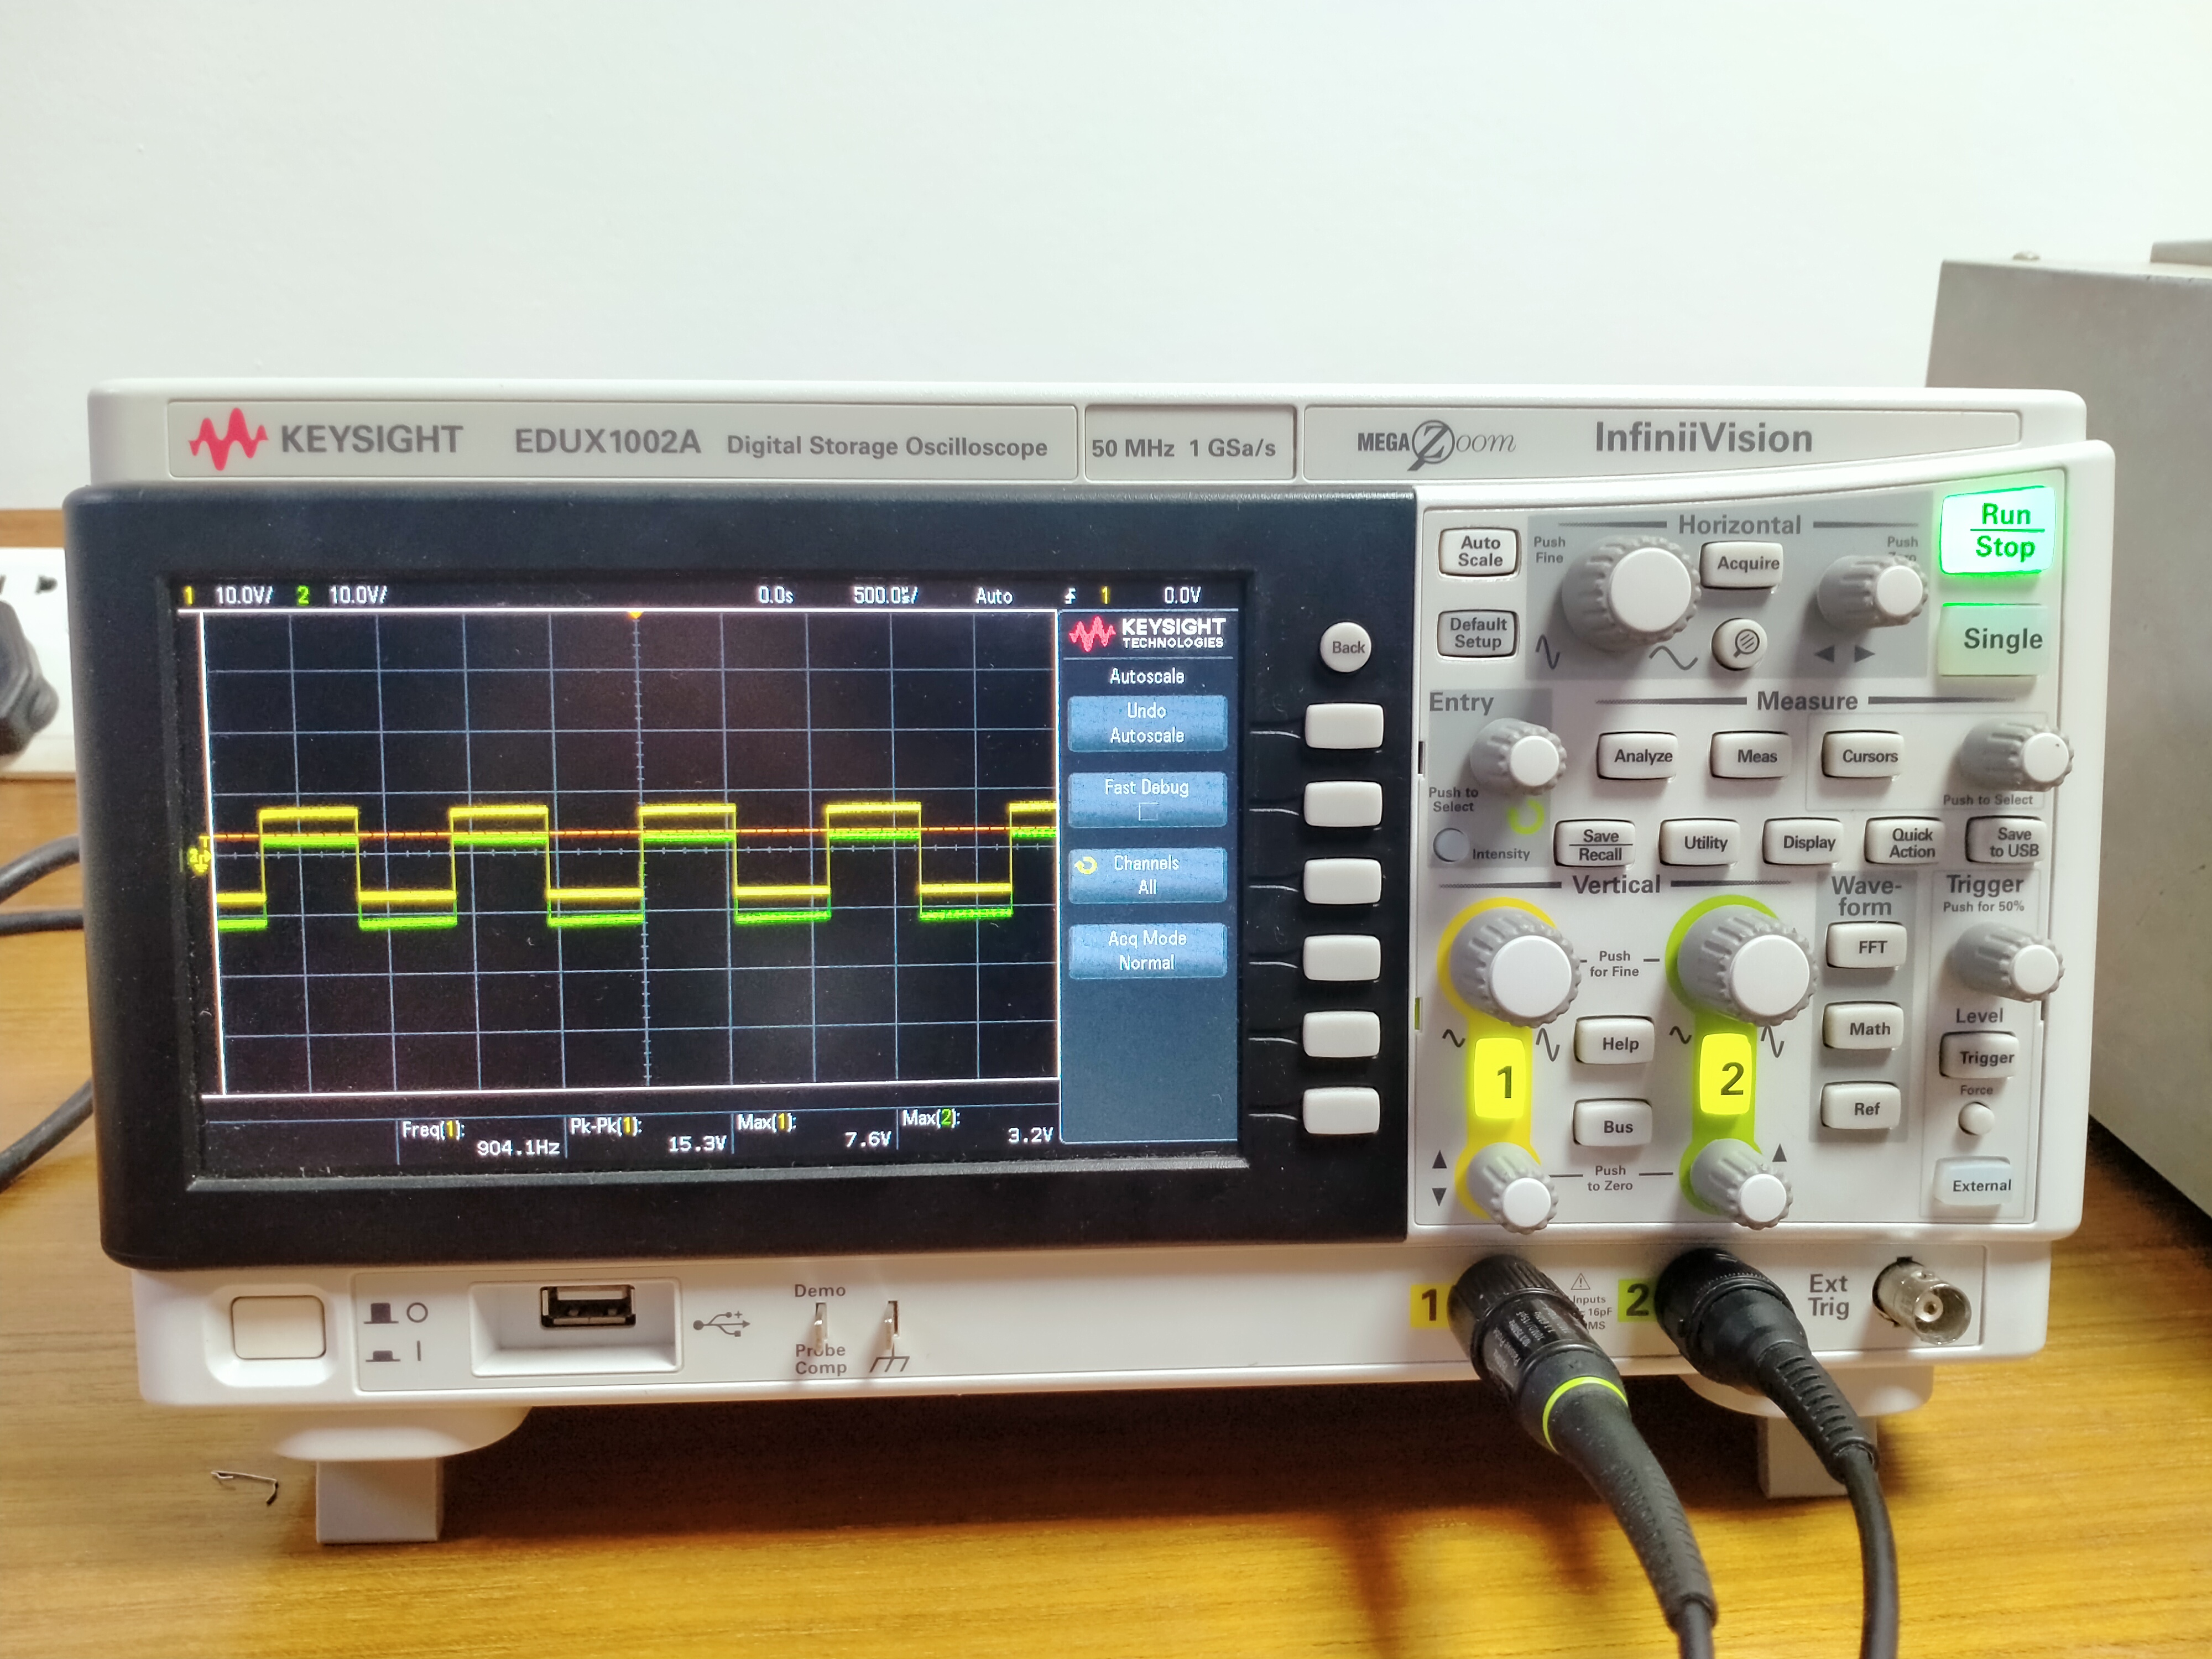 KEYSIGHT EDUX1002A Digital Storage Oscilloscope 50 MHz 1 GSa/s MEGA Zoom InfiniiVision
1 10.0V/ 2 10.0V/ 0.0s 500.0µs/ Auto 1 0.0V
KEYSIGHT
TECHNOLOGIES
Autoscale
Undo
Autoscale
Fast Debug
Channels
All
Acq Mode
Normal
Freq(1):
904.1Hz
Pk-Pk(1):
15.3V
Max(1):
7.6V
Max(2):
3.2V
Back
Auto
Scale
Default
Setup
Horizontal
Push
Fine
Acquire
Push
Run
Stop
Single
Entry
Push to
Select
Intensity
Measure
Analyze
Meas
Cursors
Push to Select
Save
Recall
Utility
Display
Quick
Action
Save
to USB
Vertical
Push
for Fine
1
2
Help
Bus
Push
to Zero
Wave-
form
FFT
Math
Ref
Trigger
Push for 50%
Level
Trigger
Force
External
Demo
Probe
Comp
1
2
Inputs
16pF
Ext
Trig